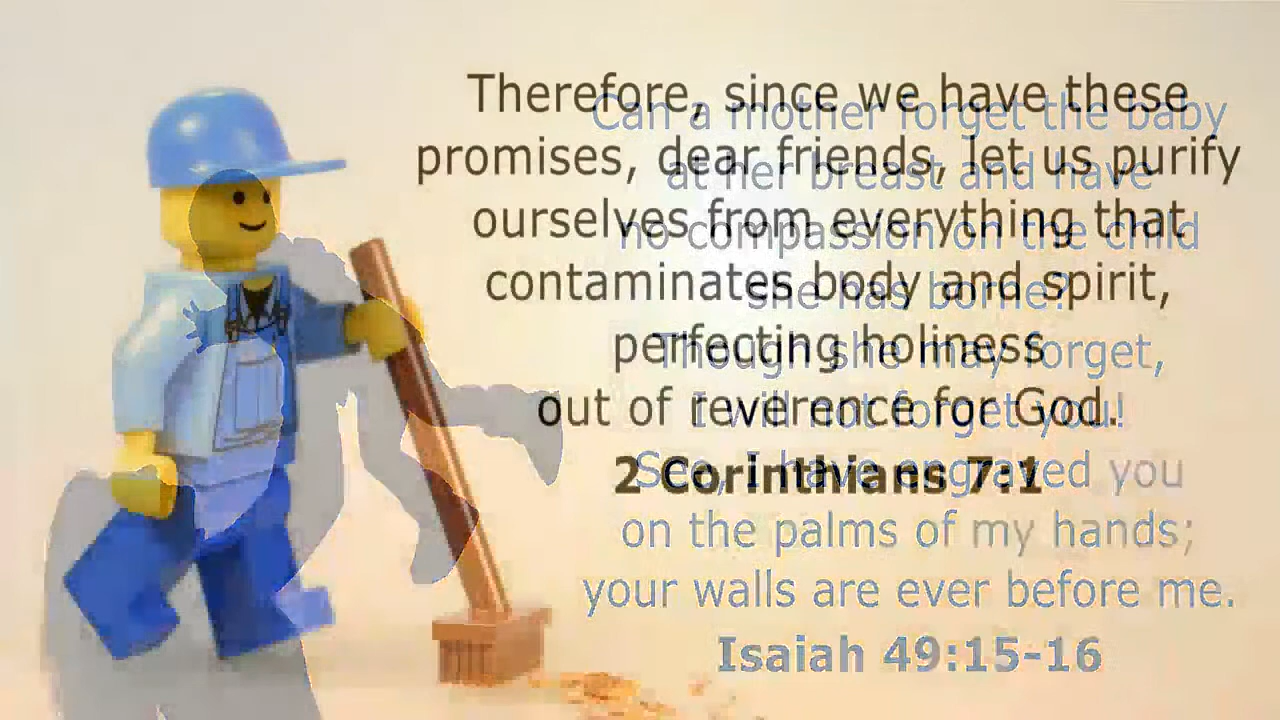 Therefore, since we have these
promises, dear friends, let us purify
ourselves from everything that
contaminates body and spirit,
perfecting holiness
out of reverence for God.
2 Corinthians 7:1
Can a mother forget the baby
at her breast and have
no compassion on the child
she has borne?
Though she may forget,
I will not forget you!
See, I have engraved you
on the palms of my hands;
your walls are ever before me.
Isaiah 49:15-16